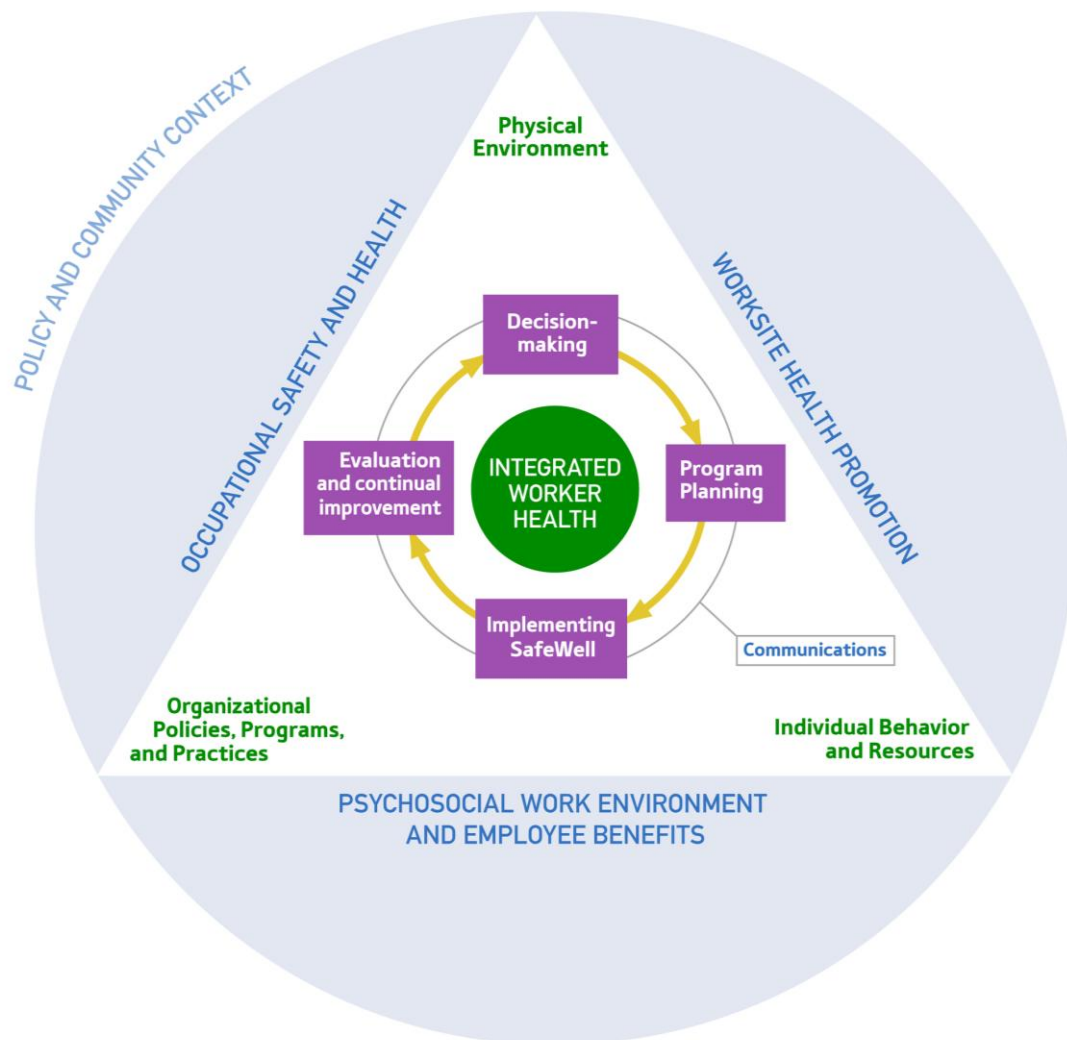 POLICY AND COMMUNITY CONTEXT
Physical
Environment
OCCUPATIONAL SAFETY AND HEALTH
WORKSITE HEALTH PROMOTION
Decision-
making
Evaluation
and continual
improvement
INTEGRATED
WORKER
HEALTH
Program
Planning
Implementing
SafeWell
Communications
Organizational
Policies, Programs,
and Practices
Individual Behavior
and Resources
PSYCHOSOCIAL WORK ENVIRONMENT
AND EMPLOYEE BENEFITS